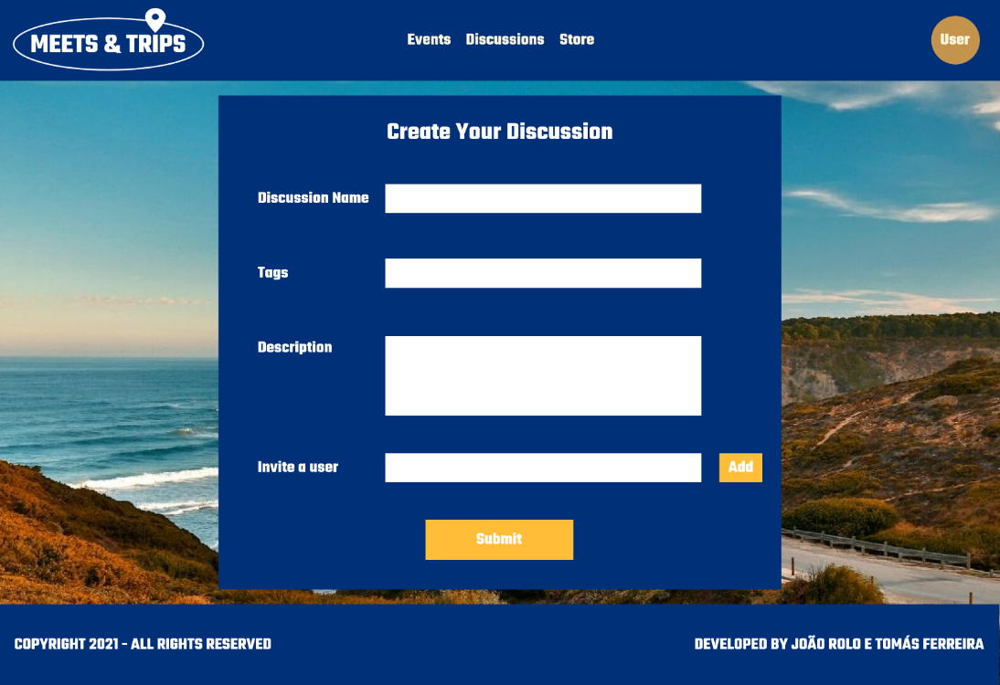 MEETS & TRIPS
Events Discussions Store
User
Create Your Discussion
Discussion Name
Tags
Description
Invite a user
Add
Submit
COPYRIGHT 2021 - ALL RIGHTS RESERVED
DEVELOPED BY JOÃO ROLO E TOMÁS FERREIRA